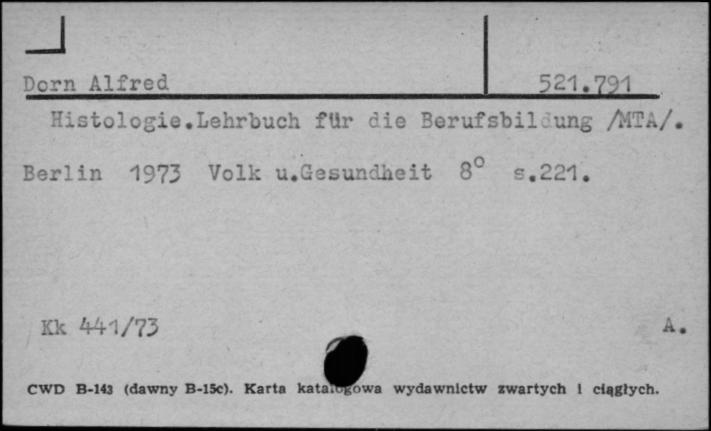 Dorn Alfred 521.791
Histologie.Lehrbuch für die Berufsbildung /MTA/.
Berlin 1973 Volk u.Gesundheit 8° s.221.
Kk 441/73 A.
CWD B-143 (dawny B-15c). Karta katalogowa wydawnictw zwartych i ciągłych.